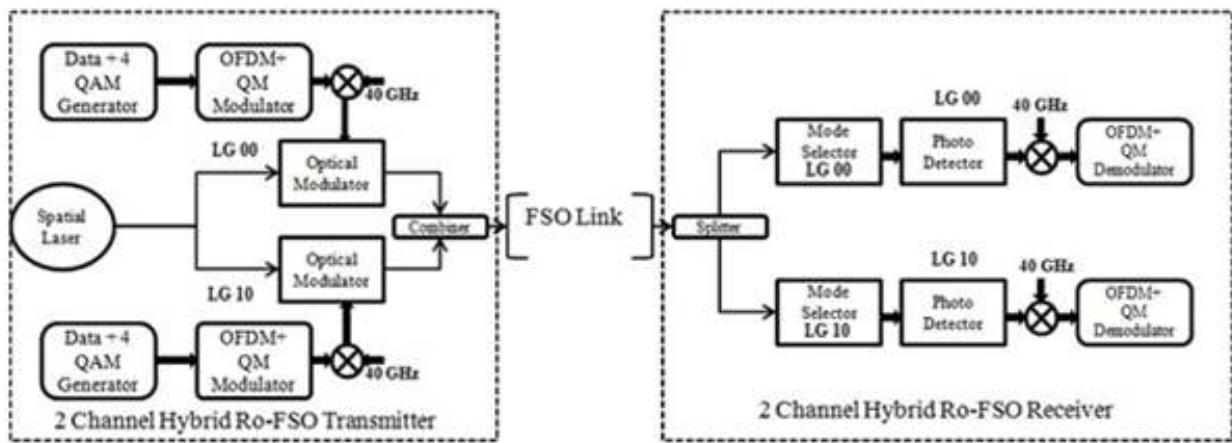 Data + 4
QAM
Generator
OFDM+
QM
Modulator
40 GHz
LG 00
Optical
Modulator
Spatial
Laser
Combiner
Optical
Modulator
LG 10
Data + 4
QAM
Generator
OFDM+
QM
Modulator
40 GHz
2 Channel Hybrid Ro-FSO Transmitter
FSO Link
Splitter
Mode
Selector
LG 00
LG 00
Photo
Detector
40 GHz
OFDM+
QM
Demodulator
Mode
Selector
LG 10
LG 10
Photo
Detector
40 GHz
OFDM+
QM
Demodulator
2 Channel Hybrid Ro-FSO Receiver